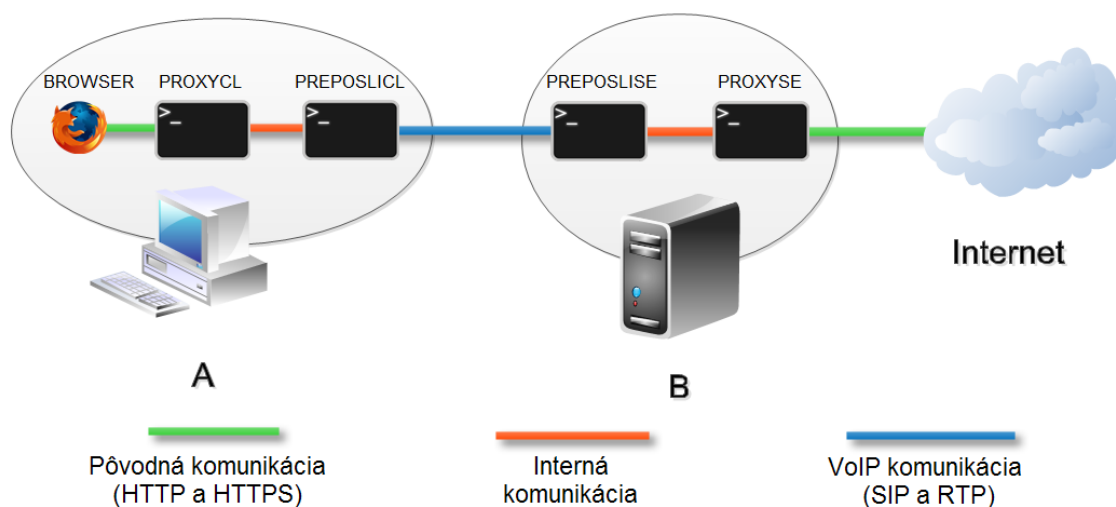 BROWSER PROXYCL PREPOSLICL PREPOSLISE PROXYSE
>_ >_ >_ >_
Internet
A B
Pôvodná komunikácia
(HTTP a HTTPS)
Interná
komunikácia
VoIP komunikácia
(SIP a RTP)